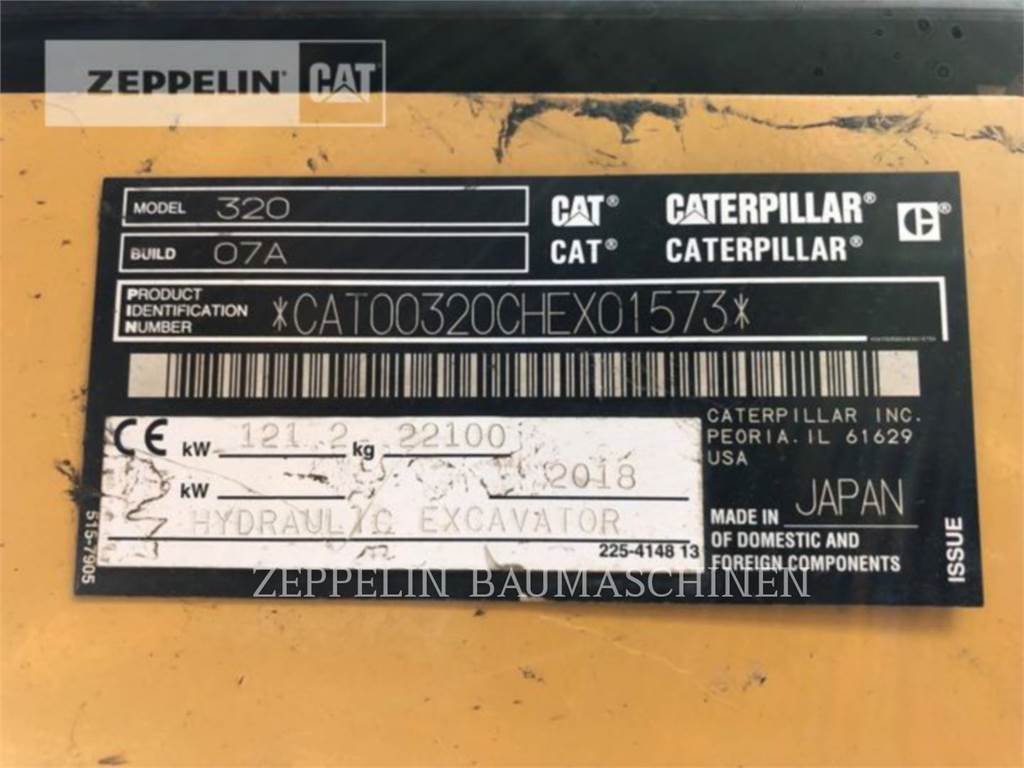 ZEPPELIN® CAT
MODEL 320
BUILD 07A
CAT® CATERPILLAR® C®
CAT® CATERPILLAR®
PRODUCT
IDENTIFICATION
NUMBER
*CAT00320CHEX01573*
CE kW 121.2 kg 22100
kW 2018
HYDRAULIC EXCAVATOR
225-4148 13
515-7905
CATERPILLAR INC.
PEORIA. IL 61629
USA
MADE IN JAPAN
OF DOMESTIC AND
FOREIGN COMPONENTS
ISSUE
ZEPPELIN BAUMASCHINEN